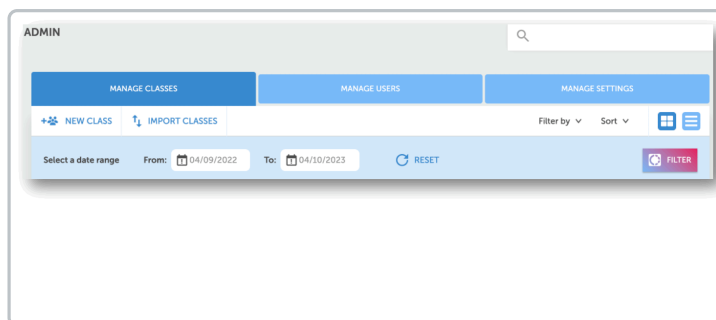 ADMIN
MANAGE CLASSES MANAGE USERS MANAGE SETTINGS
NEW CLASS IMPORT CLASSES Filter by Sort
Select a date range From: 04/09/2022 To: 04/10/2023 RESET FILTER